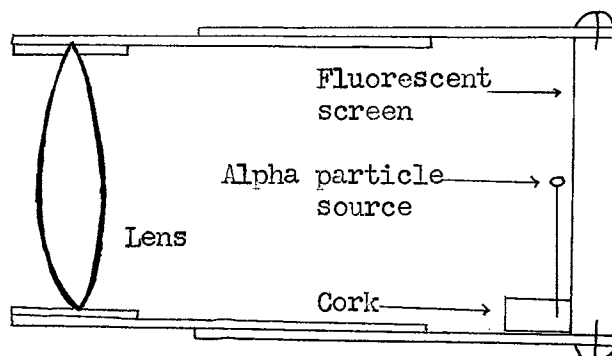 Fluorescent
screen
Alpha particle
source
Lens
Cork